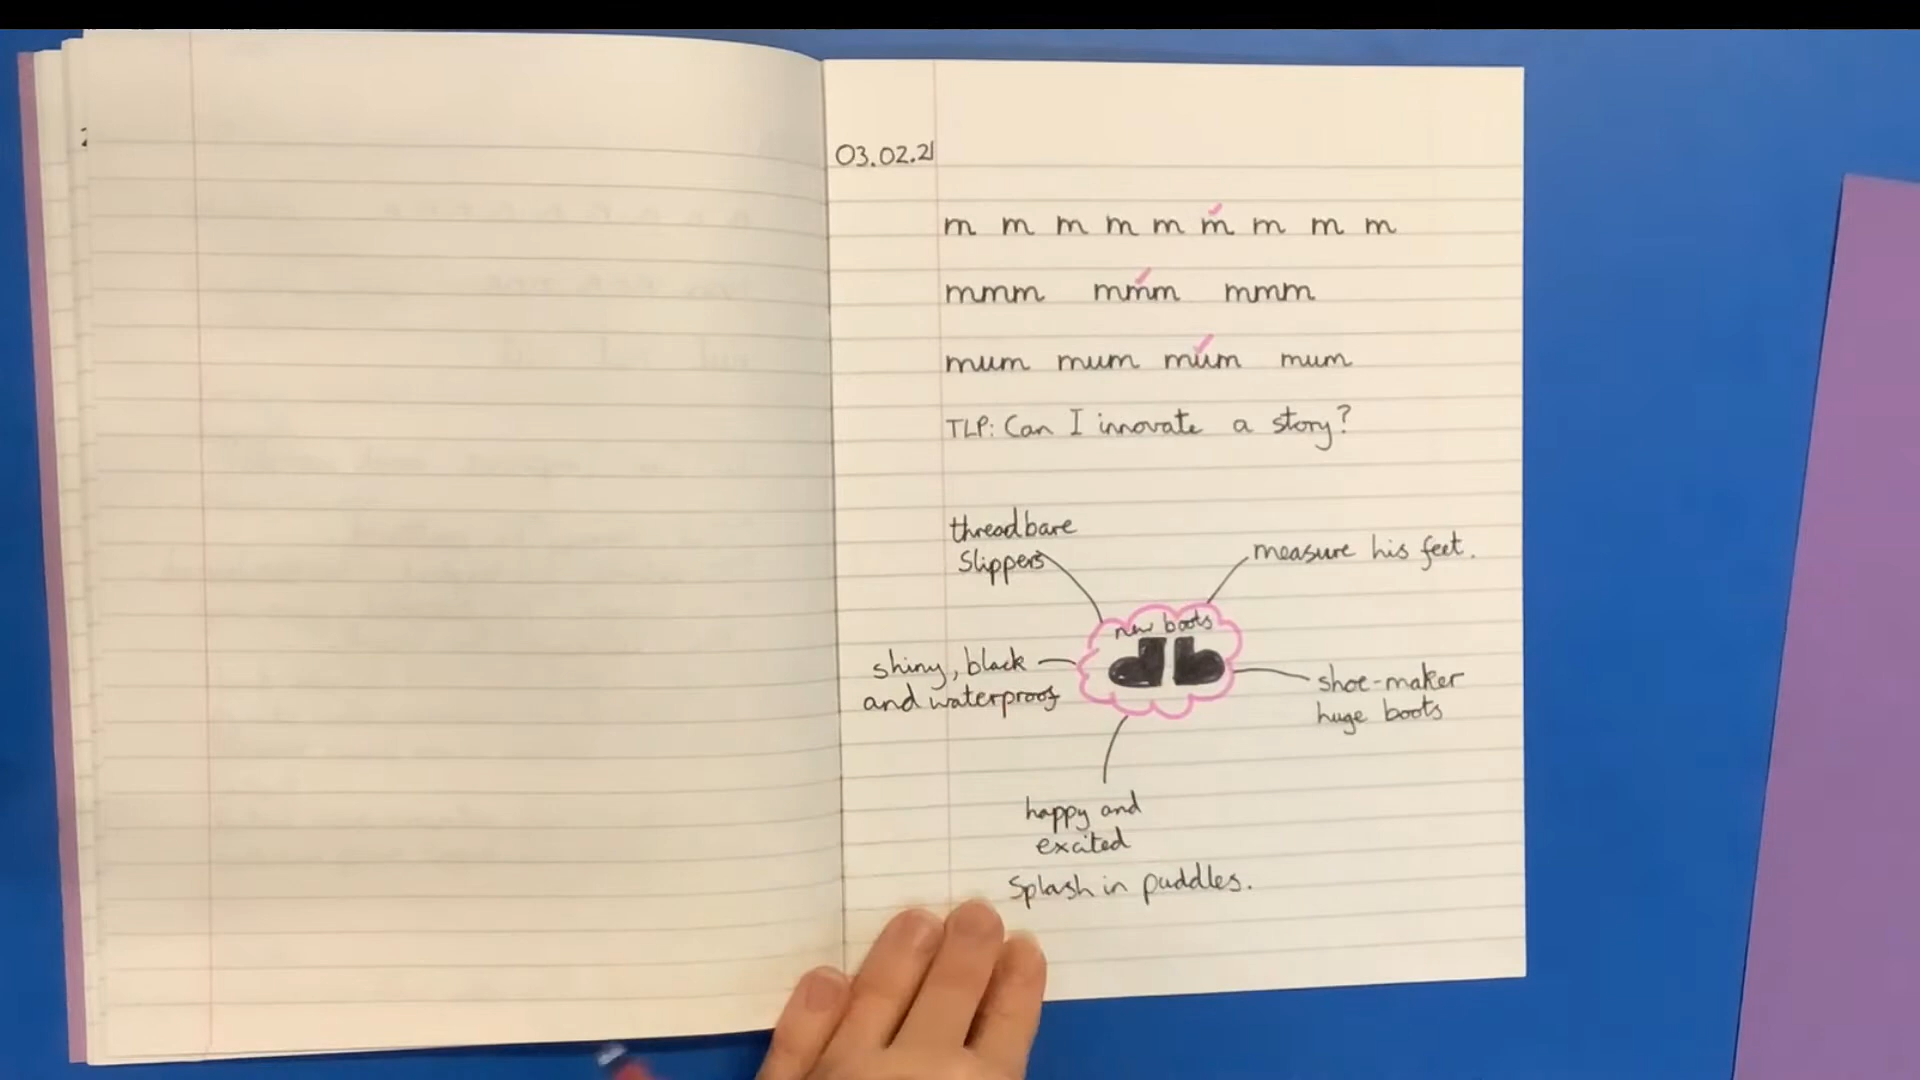 03.02.21
m m m m m m m m m
mmm mmm mmm
mum mum mum mum
TLP: Can I innovate a story?
threadbare
slippers
measure his feet.
new boots
shiny, black
and waterproof
shoe-maker
huge boots
happy and
excited
Splash in puddles.